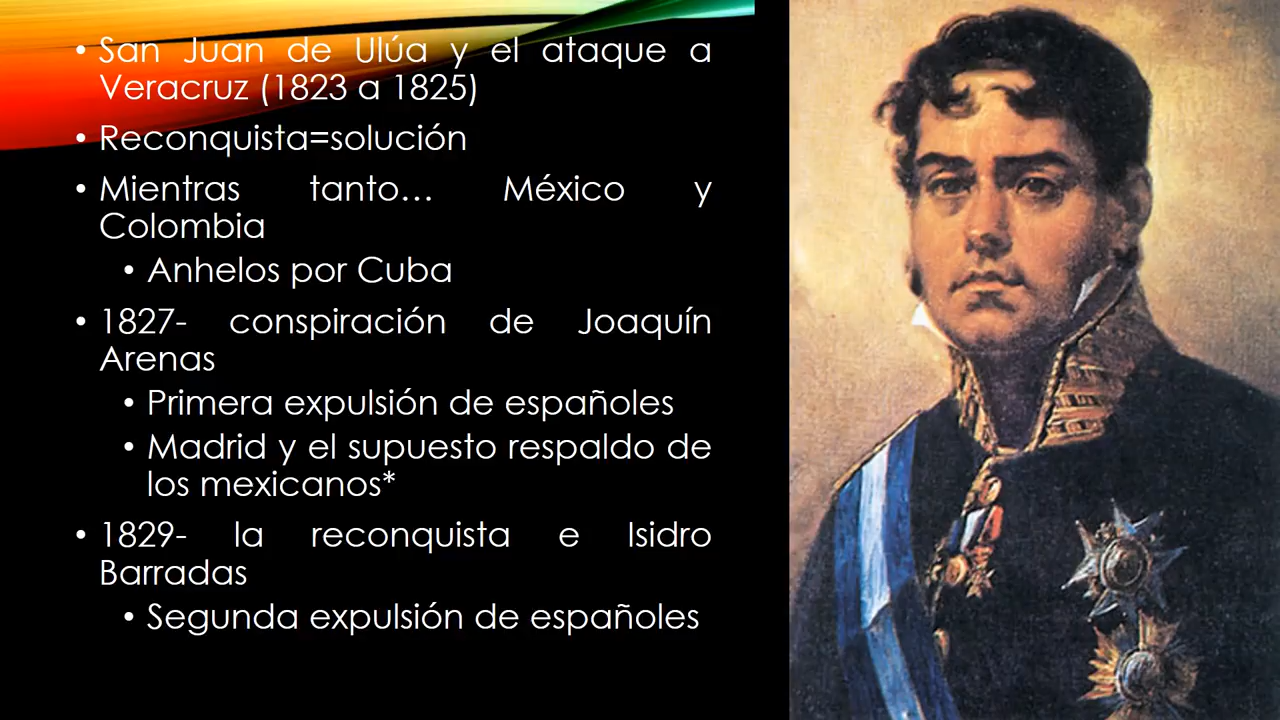 • San Juan de Ulúa y el ataque a
Veracruz (1823 a 1825)
• Reconquista=solución
• Mientras tanto… México y
Colombia
• Anhelos por Cuba
• 1827- conspiración de Joaquín
Arenas
• Primera expulsión de españoles
• Madrid y el supuesto respaldo de
los mexicanos*
• 1829- la reconquista e Isidro
Barradas
• Segunda expulsión de españoles